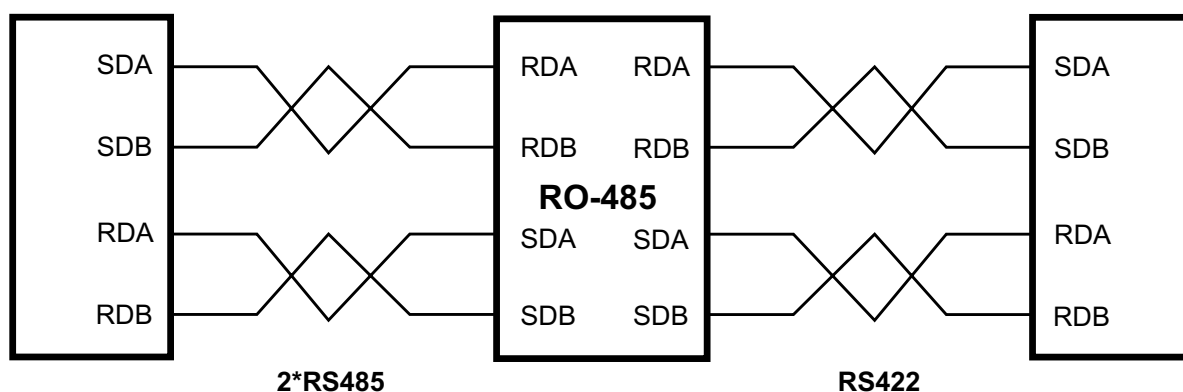 SDA RDA RDA SDA
SDB RDB RDB SDB
RO-485
RDA SDA SDA RDA
RDB SDB SDB RDB
2*RS485 RS422